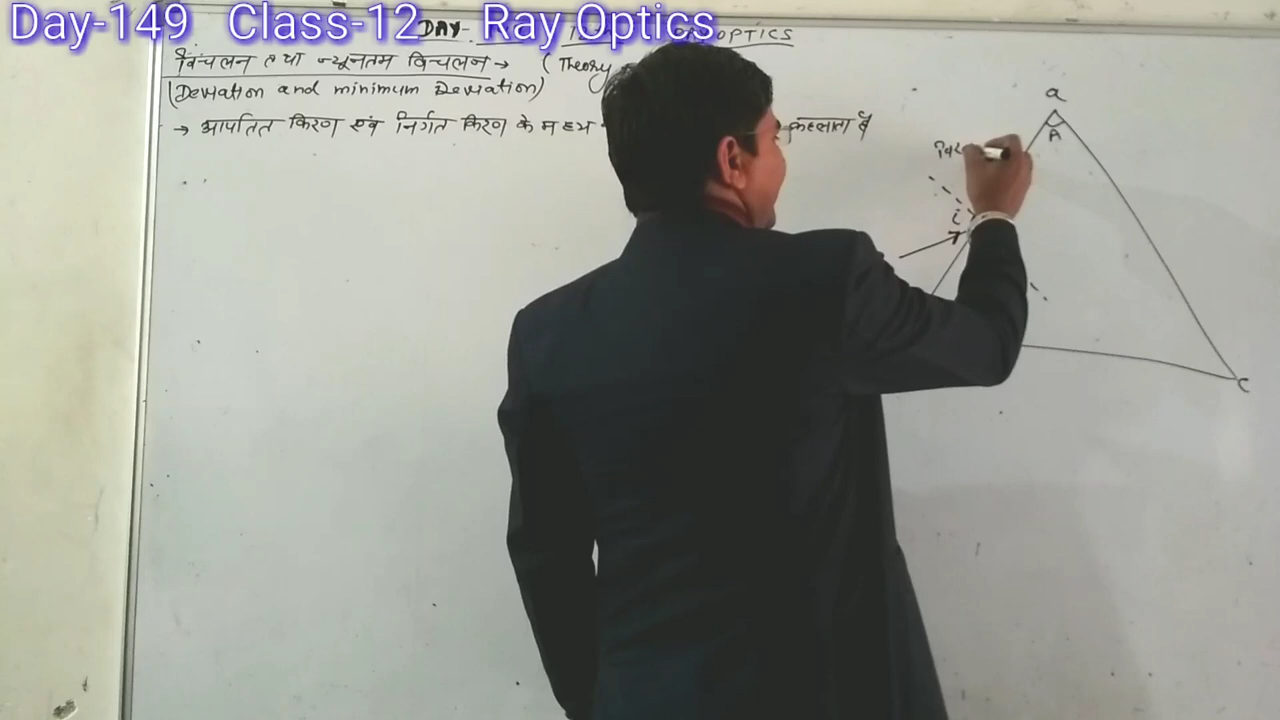 Day-149 Class-12 Ray Optics
DAY- OPTICS
विचलन तथा न्यूनतम विचलन → ( Theory
(Deviation and minimum Deviation)
→ आपतित किरण एवं निर्गत किरण के मध्य कहलाता है
a
A
i
C